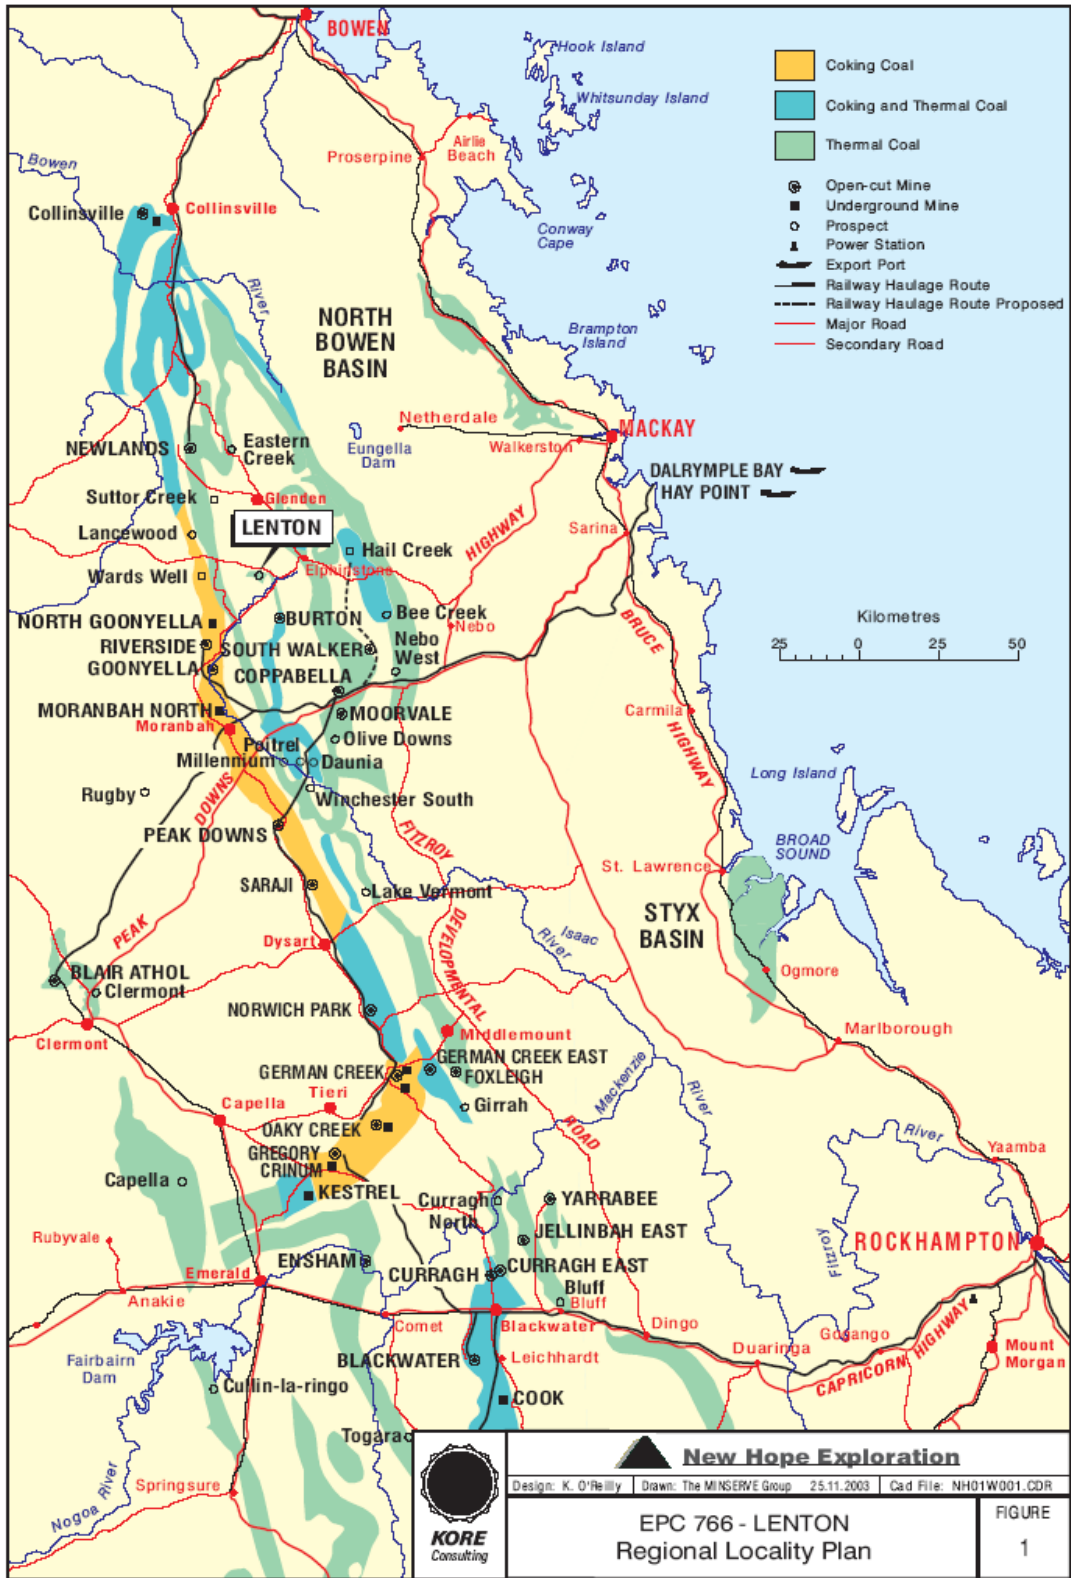 BOWEN
Hook Island
Whitsunday Island
Airlie
Beach
Proserpine
Conway
Cape
Coking Coal
Coking and Thermal Coal
Thermal Coal
Open-cut Mine
Underground Mine
Prospect
Power Station
Export Port
Railway Haulage Route
Railway Haulage Route Proposed
Major Road
Secondary Road
Bowen
River
Collinsville
Collinsville
NORTH
BOWEN
BASIN
Brampton
Island
Netherdale
Eungella
Dam
Walkerston
MACKAY
DALRYMPLE BAY
HAY POINT
Sarina
NEWLANDS
Eastern
Creek
Suttor Creek
Glenden
Lancewood
LENTON
Hail Creek
Elphinstone
HIGHWAY
Wards Well
NORTH GOONYELLA
BURTON
Bee Creek
Nebo
RIVERSIDE
SOUTH WALKER
Nebo
West
GOONYELLA
COPPABELLA
MORANBAH NORTH
MOORVALE
Moranbah
Olive Downs
Poitrel
Millennium
Daunia
Rugby
Winchester South
PEAK DOWNS
DOWNS
FITZROY
BRUCE
HIGHWAY
Kilometres
25 0 25 50
Carmila
Long Island
BROAD
SOUND
St. Lawrence
STYX
BASIN
Ogmore
Marlborough
SARAJI
Lake Vermont
PEAK
Dysart
DEVELOPMENTAL
Isaac
River
BLAIR ATHOL
Clermont
Clermont
NORWICH PARK
Middlemount
GERMAN CREEK EAST
GERMAN CREEK
FOXLEIGH
Tieri
Girrah
Mackenzie
River
ROAD
Capella
OAKY CREEK
GREGORY
CRINUM
Capella
KESTREL
Curragh
North
YARRABEE
JELLINBAH EAST
River
Yaamba
Fitzroy
ROCKHAMPTON
Rubyvale
ENSHAM
Emerald
CURRAGH
CURRAGH EAST
Bluff
Bluff
Anakie
Comet
Blackwater
Dingo
Duaringa
Gogango
CAPRICORN HIGHWAY
Mount
Morgan
Fairbairn
Dam
BLACKWATER
Leichhardt
Cullin-la-ringo
COOK
Togara
Springsure
Nogoa River
KORE
Consulting
New Hope Exploration
Design: K. O'Reilly Drawn: The MINSERVE Group 25.11.2003 Cad File: NH01W001.CDR
EPC 766 - LENTON
Regional Locality Plan
FIGURE
1